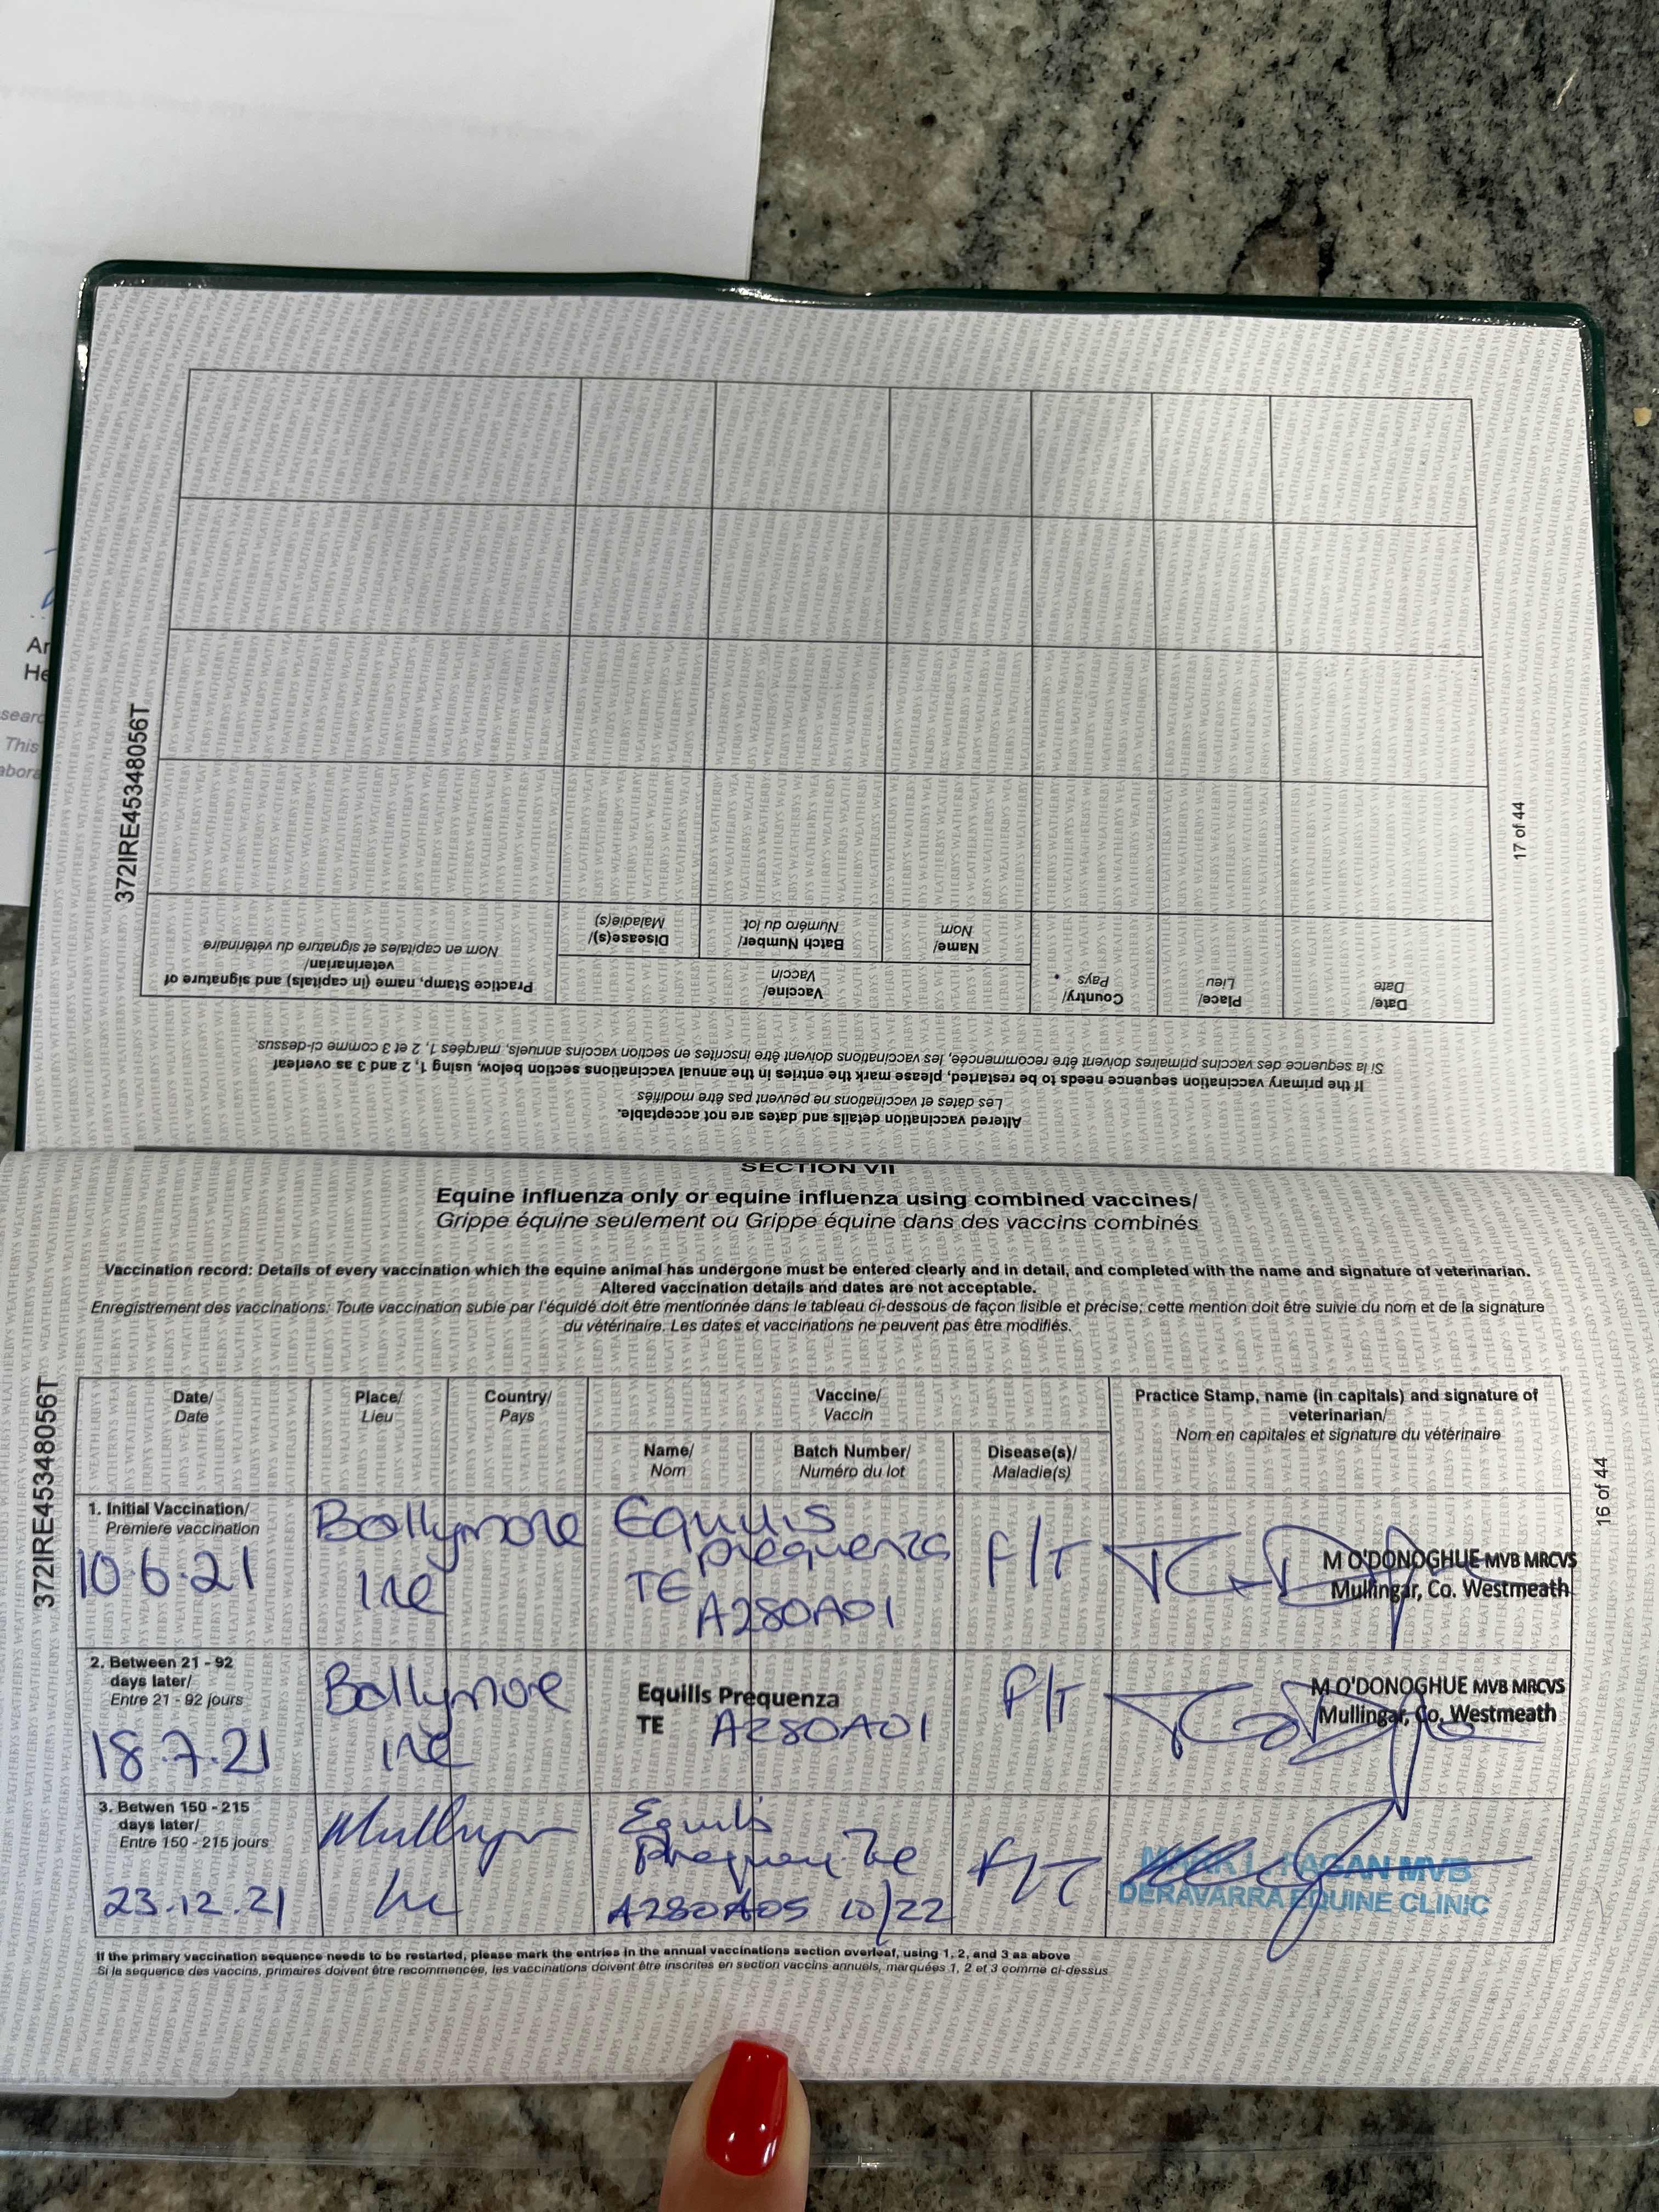 Ar
He
searc
This
abora
372IRE45348056T
17 of 44
Practice Stamp, name (in capitals) and signature of
veterinarian/
Nom en capitales et signature du vétérinaire
Disease(s)/
Maladie(s)
Batch Number/
Numéro du lot
Name/
Nom
Vaccine/
Vaccin
Country/
Pays
Place/
Lieu
Date/
Date
Altered vaccination details and dates are not acceptable.
Les dates et vaccinations ne peuvent pas être modifiés
If the primary vaccination sequence needs to be restarted, please mark the entries in the annual vaccinations section below, using 1, 2 and 3 as overleaf
Si la sequence des vaccins primaires doivent être recommencée, les vaccinations doivent être inscrites en section vaccins annuels, marquées 1, 2 et 3 comme ci-dessus.
SECTION VII
Equine influenza only or equine influenza using combined vaccines/
Grippe équine seulement ou Grippe équine dans des vaccins combinés
Vaccination record: Details of every vaccination which the equine animal has undergone must be entered clearly and in detail, and completed with the name and signature of veterinarian.
Altered vaccination details and dates are not acceptable.
Enregistrement des vaccinations: Toute vaccination subie par l'équidé doit être mentionnée dans le tableau ci-dessous de façon lisible et précise; cette mention doit être suivie du nom et de la signature
du vétérinaire. Les dates et vaccinations ne peuvent pas être modifiés.
372IRE45348056T
16 of 44
Date/
Date
Place/
Lieu
Country/
Pays
Vaccine/
Vaccin
Name/
Nom
Batch Number/
Numéro du lot
Disease(s)/
Maladie(s)
Practice Stamp, name (in capitals) and signature of
veterinarian/
Nom en capitales et signature du vétérinaire
1. Initial Vaccination/
Premiere vaccination
10.6.21
Ballymore
Ire
Equilis
Prequenza
TE
A280A01
F/T
M O'DONOGHUE MVB MRCVS
Mullingar, Co. Westmeath
2. Between 21 - 92
days later/
Entre 21 - 92 jours
18.7.21
Ballymore
Ire
Equilis Prequenza
TE A280A01
F/T
M O'DONOGHUE MVB MRCVS
Mullingar, Co. Westmeath
3. Betwen 150 - 215
days later/
Entre 150 - 215 jours
23.12.21
Equilis
A280A05 10/22
F/T
MVB
DERAVARRA EQUINE CLINIC
If the primary vaccination sequence needs to be restarted, please mark the entries in the annual vaccinations section overleaf, using 1, 2, and 3 as above
Si la sequence des vaccins, primaires doivent être recommencée, les vaccinations doivent être inscrites en section vaccins annuels, marquées 1, 2 et 3 comme ci-dessus